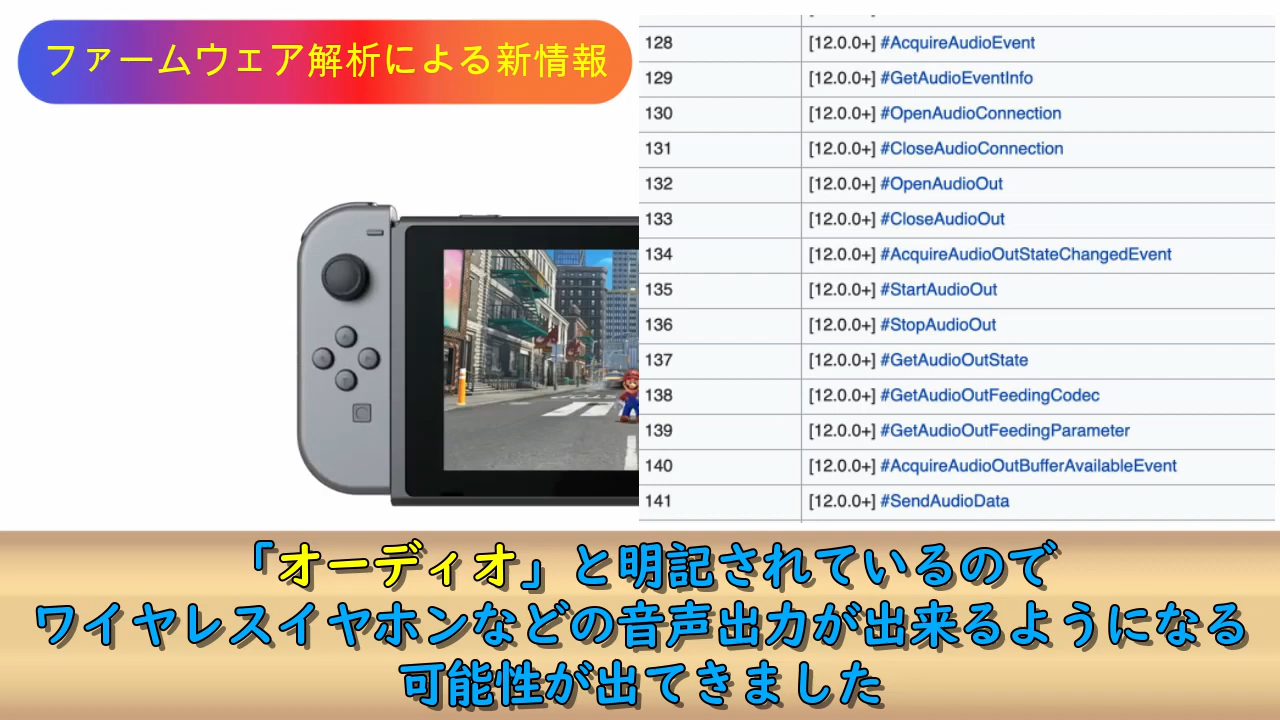 ファームウェア解析による新情報
128 [12.0.0+] #AcquireAudioEvent
129 [12.0.0+] #GetAudioEventInfo
130 [12.0.0+] #OpenAudioConnection
131 [12.0.0+] #CloseAudioConnection
132 [12.0.0+] #OpenAudioOut
133 [12.0.0+] #CloseAudioOut
134 [12.0.0+] #AcquireAudioOutStateChangedEvent
135 [12.0.0+] #StartAudioOut
136 [12.0.0+] #StopAudioOut
137 [12.0.0+] #GetAudioOutState
138 [12.0.0+] #GetAudioOutFeedingCodec
139 [12.0.0+] #GetAudioOutFeedingParameter
140 [12.0.0+] #AcquireAudioOutBufferAvailableEvent
141 [12.0.0+] #SendAudioData
「オーディオ」と明記されているので
ワイヤレスイヤホンなどの音声出力が出来るようになる
可能性が出てきました